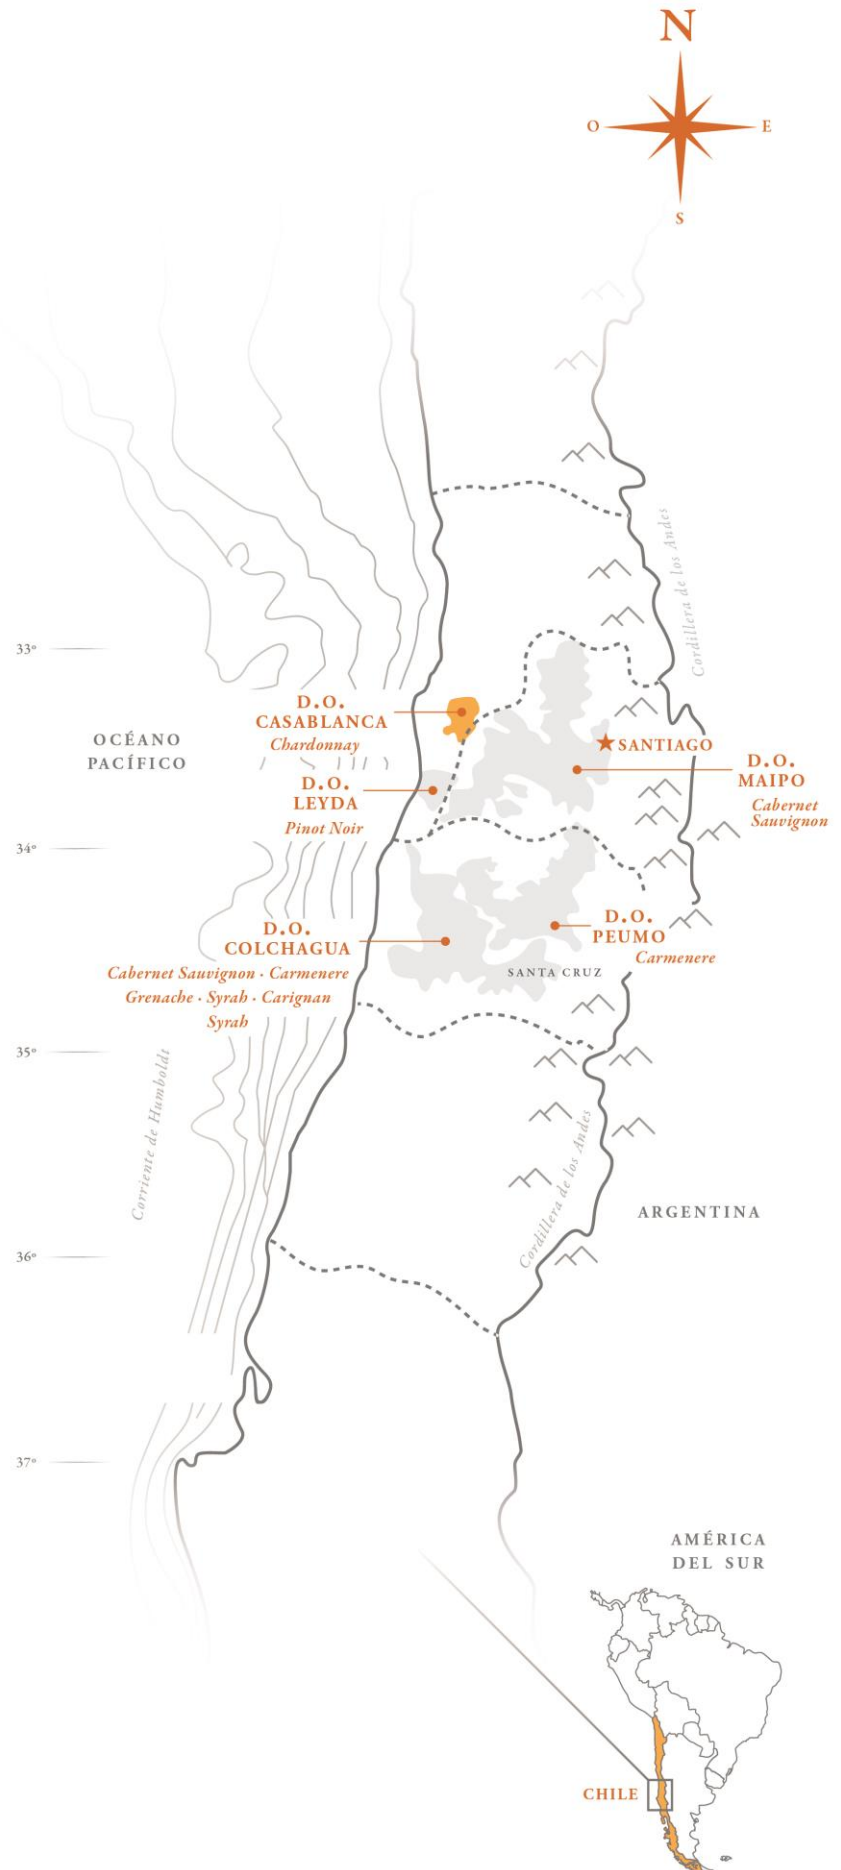 N
O
E
S
Cordillera de los Andes
33º
D.O.
CASABLANCA
Chardonnay
OCÉANO
PACÍFICO
SANTIAGO
D.O.
MAIPO
Cabernet
Sauvignon
D.O.
LEYDA
Pinot Noir
34º
D.O.
COLCHAGUA
Cabernet Sauvignon · Carmenere
Grenache · Syrah · Carignan
Syrah
D.O.
PEUMO
Carmenere
SANTA CRUZ
35º
Corriente de Humboldt
Cordillera de los Andes
ARGENTINA
36º
37º
AMÉRICA
DEL SUR
CHILE